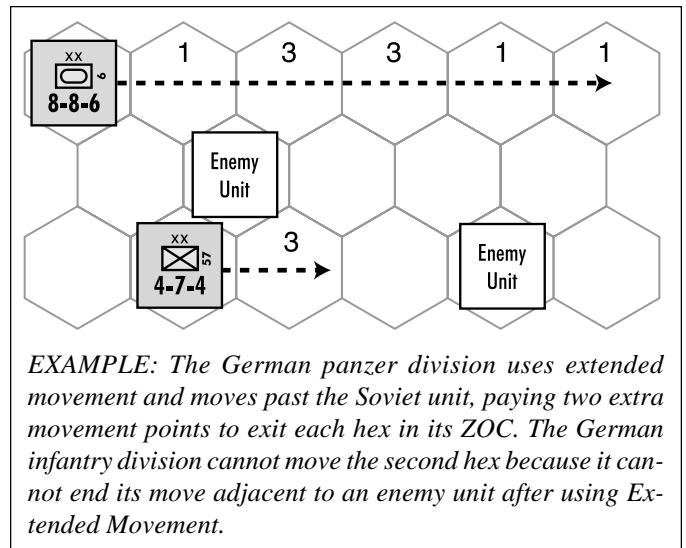 1 3 3 1 1
xx
6
8-8-6
Enemy
Unit
xx
57
4-7-4
3
Enemy
Unit
EXAMPLE: The German panzer division uses extended
movement and moves past the Soviet unit, paying two extra
movement points to exit each hex in its ZOC. The German
infantry division cannot move the second hex because it can-
not end its move adjacent to an enemy unit after using Ex-
tended Movement.